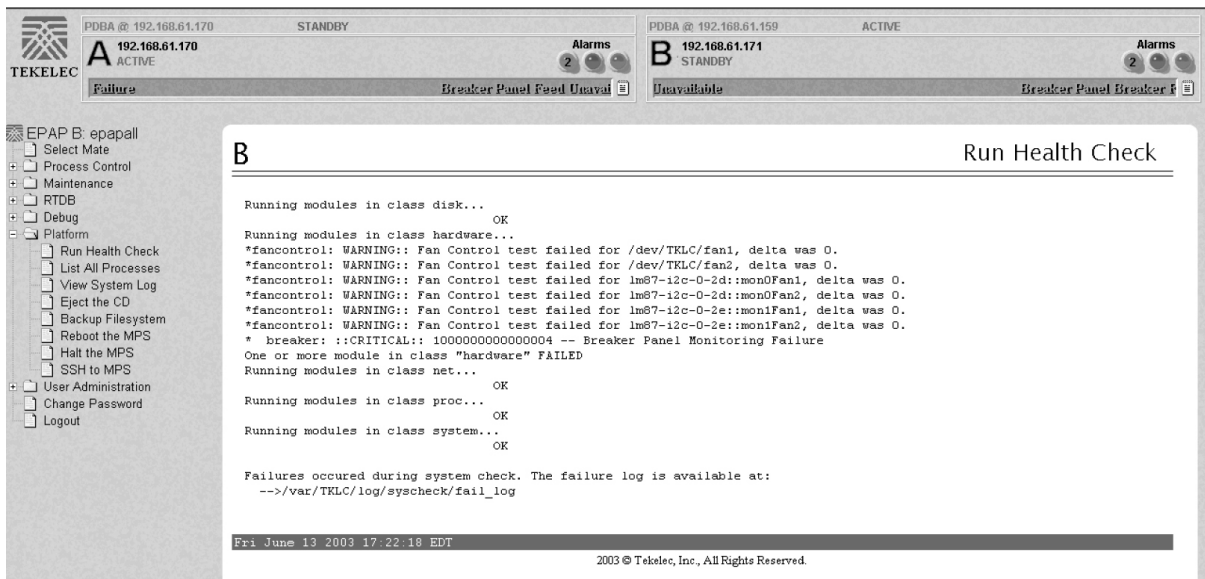 PDBA @ 192.168.61.170 STANDBY
PDBA @ 192.168.61.159 ACTIVE
TEKELEC
A 192.168.61.170 Alarms
ACTIVE
2
Failure Breaker Panel Feed Unavai
B 192.168.61.171 Alarms
STANDBY
2
Unavailable Breaker Panel Breaker F
EPAP B: epapall
Select Mate
Process Control
Maintenance
RTDB
Debug
Platform
Run Health Check
List All Processes
View System Log
Eject the CD
Backup Filesystem
Reboot the MPS
Halt the MPS
SSH to MPS
User Administration
Change Password
Logout
B Run Health Check
Running modules in class disk...
OK
Running modules in class hardware...
*fancontrol: WARNING:: Fan Control test failed for /dev/TKLC/fan1, delta was 0.
*fancontrol: WARNING:: Fan Control test failed for /dev/TKLC/fan2, delta was 0.
*fancontrol: WARNING:: Fan Control test failed for lm87-i2c-0-2d::mon0Fan1, delta was 0.
*fancontrol: WARNING:: Fan Control test failed for lm87-i2c-0-2d::mon0Fan2, delta was 0.
*fancontrol: WARNING:: Fan Control test failed for lm87-i2c-0-2e::mon1Fan1, delta was 0.
*fancontrol: WARNING:: Fan Control test failed for lm87-i2c-0-2e::mon1Fan2, delta was 0.
* breaker: ::CRITICAL:: 1000000000000004 -- Breaker Panel Monitoring Failure
One or more module in class "hardware" FAILED
Running modules in class net...
OK
Running modules in class proc...
OK
Running modules in class system...
OK
Failures occured during system check. The failure log is available at:
-->/var/TKLC/log/syscheck/fail_log
Fri June 13 2003 17:22:18 EDT
2003 © Tekelec, Inc., All Rights Reserved.